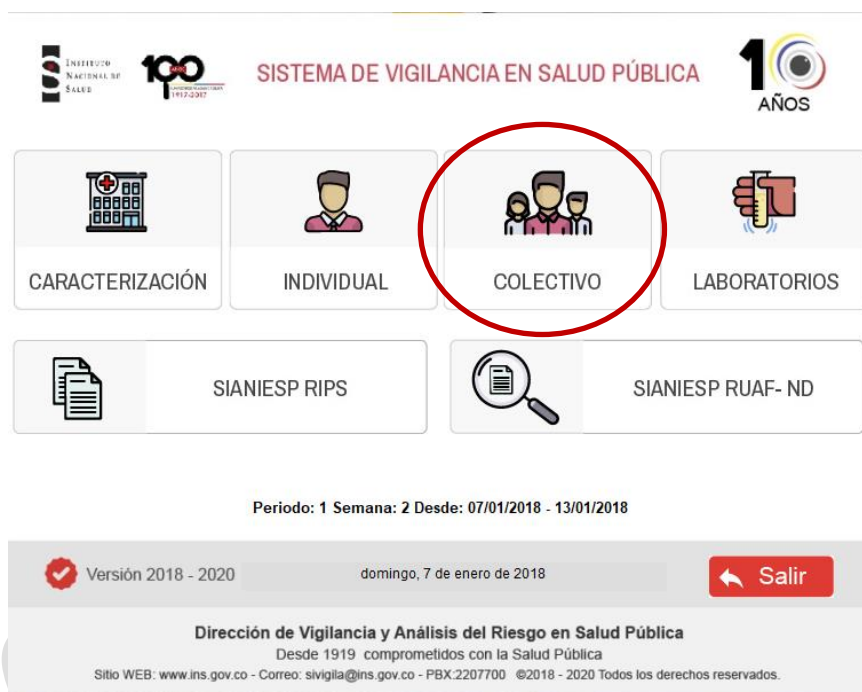 INSTITUTO
NACIONAL DE
SALUD
100
1917-2017
SISTEMA DE VIGILANCIA EN SALUD PÚBLICA
10
AÑOS
CARACTERIZACIÓN
INDIVIDUAL
COLECTIVO
LABORATORIOS
SIANIESP RIPS
SIANIESP RUAF- ND
Periodo: 1 Semana: 2 Desde: 07/01/2018 - 13/01/2018
Versión 2018 - 2020
domingo, 7 de enero de 2018
Salir
Dirección de Vigilancia y Análisis del Riesgo en Salud Pública
Desde 1919 comprometidos con la Salud Pública
Sitio WEB: www.ins.gov.co - Correo: sivigila@ins.gov.co - PBX:2207700 ©2018 - 2020 Todos los derechos reservados.